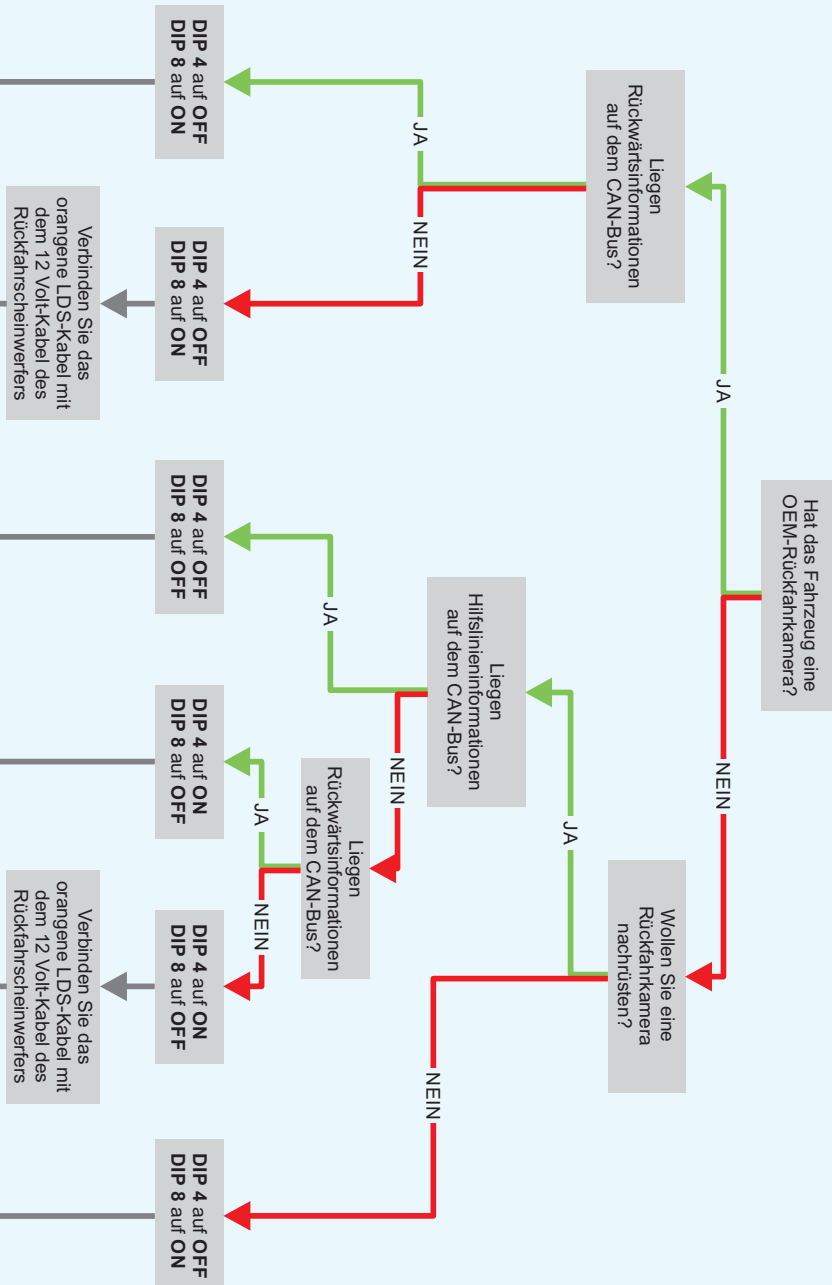 Hat das Fahrzeug eine
OEM-Rückfahrkamera?
JA
NEIN
Liegen
Rückwärtsinformationen
auf dem CAN-Bus?
Wollen Sie eine
Rückfahrkamera
nachrüsten?
JA
NEIN
JA
NEIN
Liegen
Hilfslinieninformationen
auf dem CAN-Bus?
JA
NEIN
Liegen
Rückwärtsinformationen
auf dem CAN-Bus?
JA
NEIN
DIP 4 auf OFF
DIP 8 auf ON
DIP 4 auf OFF
DIP 8 auf ON
DIP 4 auf OFF
DIP 8 auf OFF
DIP 4 auf ON
DIP 8 auf OFF
DIP 4 auf ON
DIP 8 auf OFF
DIP 4 auf OFF
DIP 8 auf ON
Verbinden Sie das
orangene LDS-Kabel mit
dem 12 Volt-Kabel des
Rückfahrscheinwerfers
Verbinden Sie das
orangene LDS-Kabel mit
dem 12 Volt-Kabel des
Rückfahrscheinwerfers